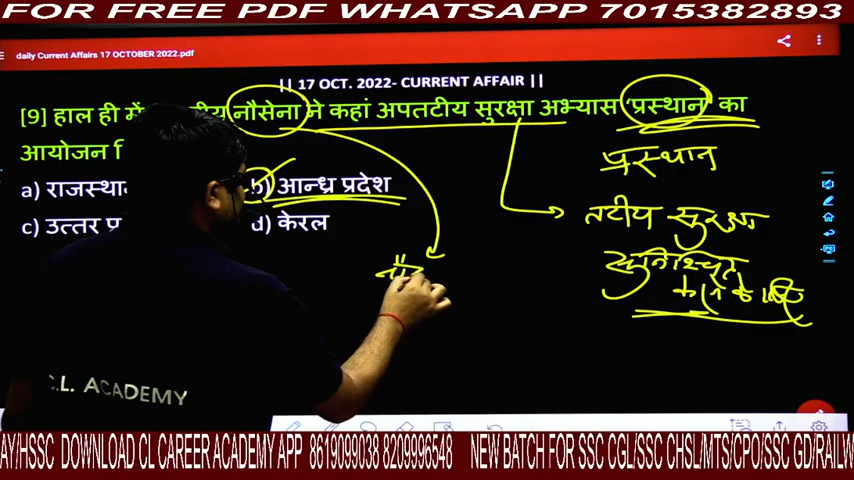 FOR FREE PDF WHATSAPP 7015382893
daily Current Affairs 17 OCTOBER 2022.pdf
|| 17 OCT. 2022- CURRENT AFFAIR ||
[9] हाल ही में नौसेना ने कहां अपतटीय सुरक्षा अभ्यास 'प्रस्थान' का
आयोजन
प्रस्थान
b) आन्ध्र प्रदेश
तटीय सुरक्षा
c) उत्तर d) केरल
सुनिश्चित
C.L. ACADEMY
AY/HSSC DOWNLOAD CL CAREER ACADEMY APP 8619099038 8209996548 NEW BATCH FOR SSC CGL/SSC CHSL/MTS/CPO/SSC GD/RAILW